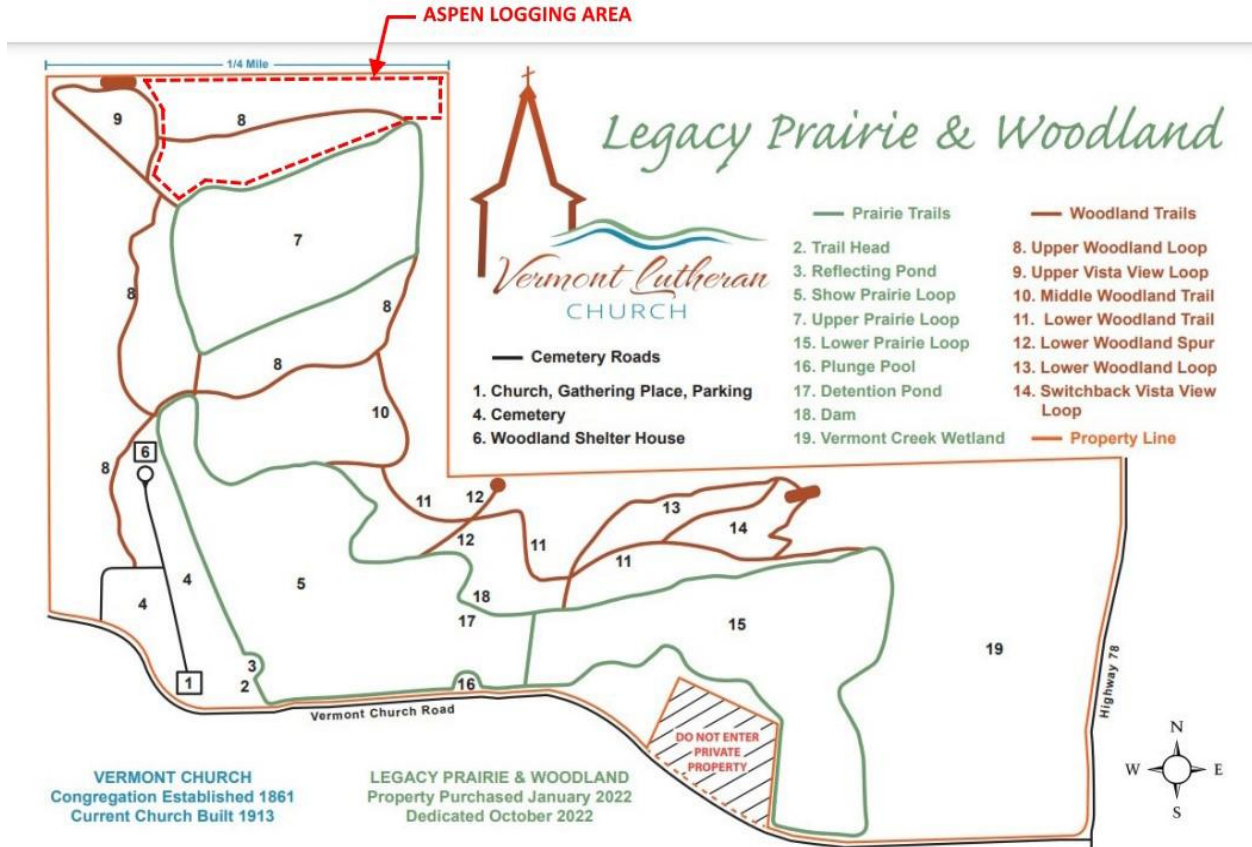 ASPEN LOGGING AREA
1/4 Mile
Legacy Prairie & Woodland
Vermont Lutheran
CHURCH
Cemetery Roads
1. Church, Gathering Place, Parking
4. Cemetery
6. Woodland Shelter House
Prairie Trails
2. Trail Head
3. Reflecting Pond
5. Show Prairie Loop
7. Upper Prairie Loop
15. Lower Prairie Loop
16. Plunge Pool
17. Detention Pond
18. Dam
19. Vermont Creek Wetland
Woodland Trails
8. Upper Woodland Loop
9. Upper Vista View Loop
10. Middle Woodland Trail
11. Lower Woodland Trail
12. Lower Woodland Spur
13. Lower Woodland Loop
14. Switchback Vista View
Loop
Property Line
9
8
7
8
8
8
10
6
8
11
12
13
12
14
11
11
4
5
4
18
17
15
19
3
2
1
16
Vermont Church Road
Highway 78
DO NOT ENTER
PRIVATE
PROPERTY
N
W
E
S
VERMONT CHURCH
Congregation Established 1861
Current Church Built 1913
LEGACY PRAIRIE & WOODLAND
Property Purchased January 2022
Dedicated October 2022